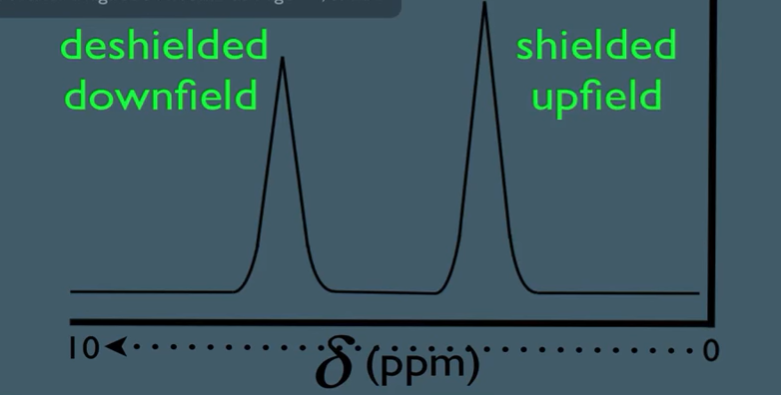 deshielded
downfield
shielded
upfield
10
0
δ (ppm)